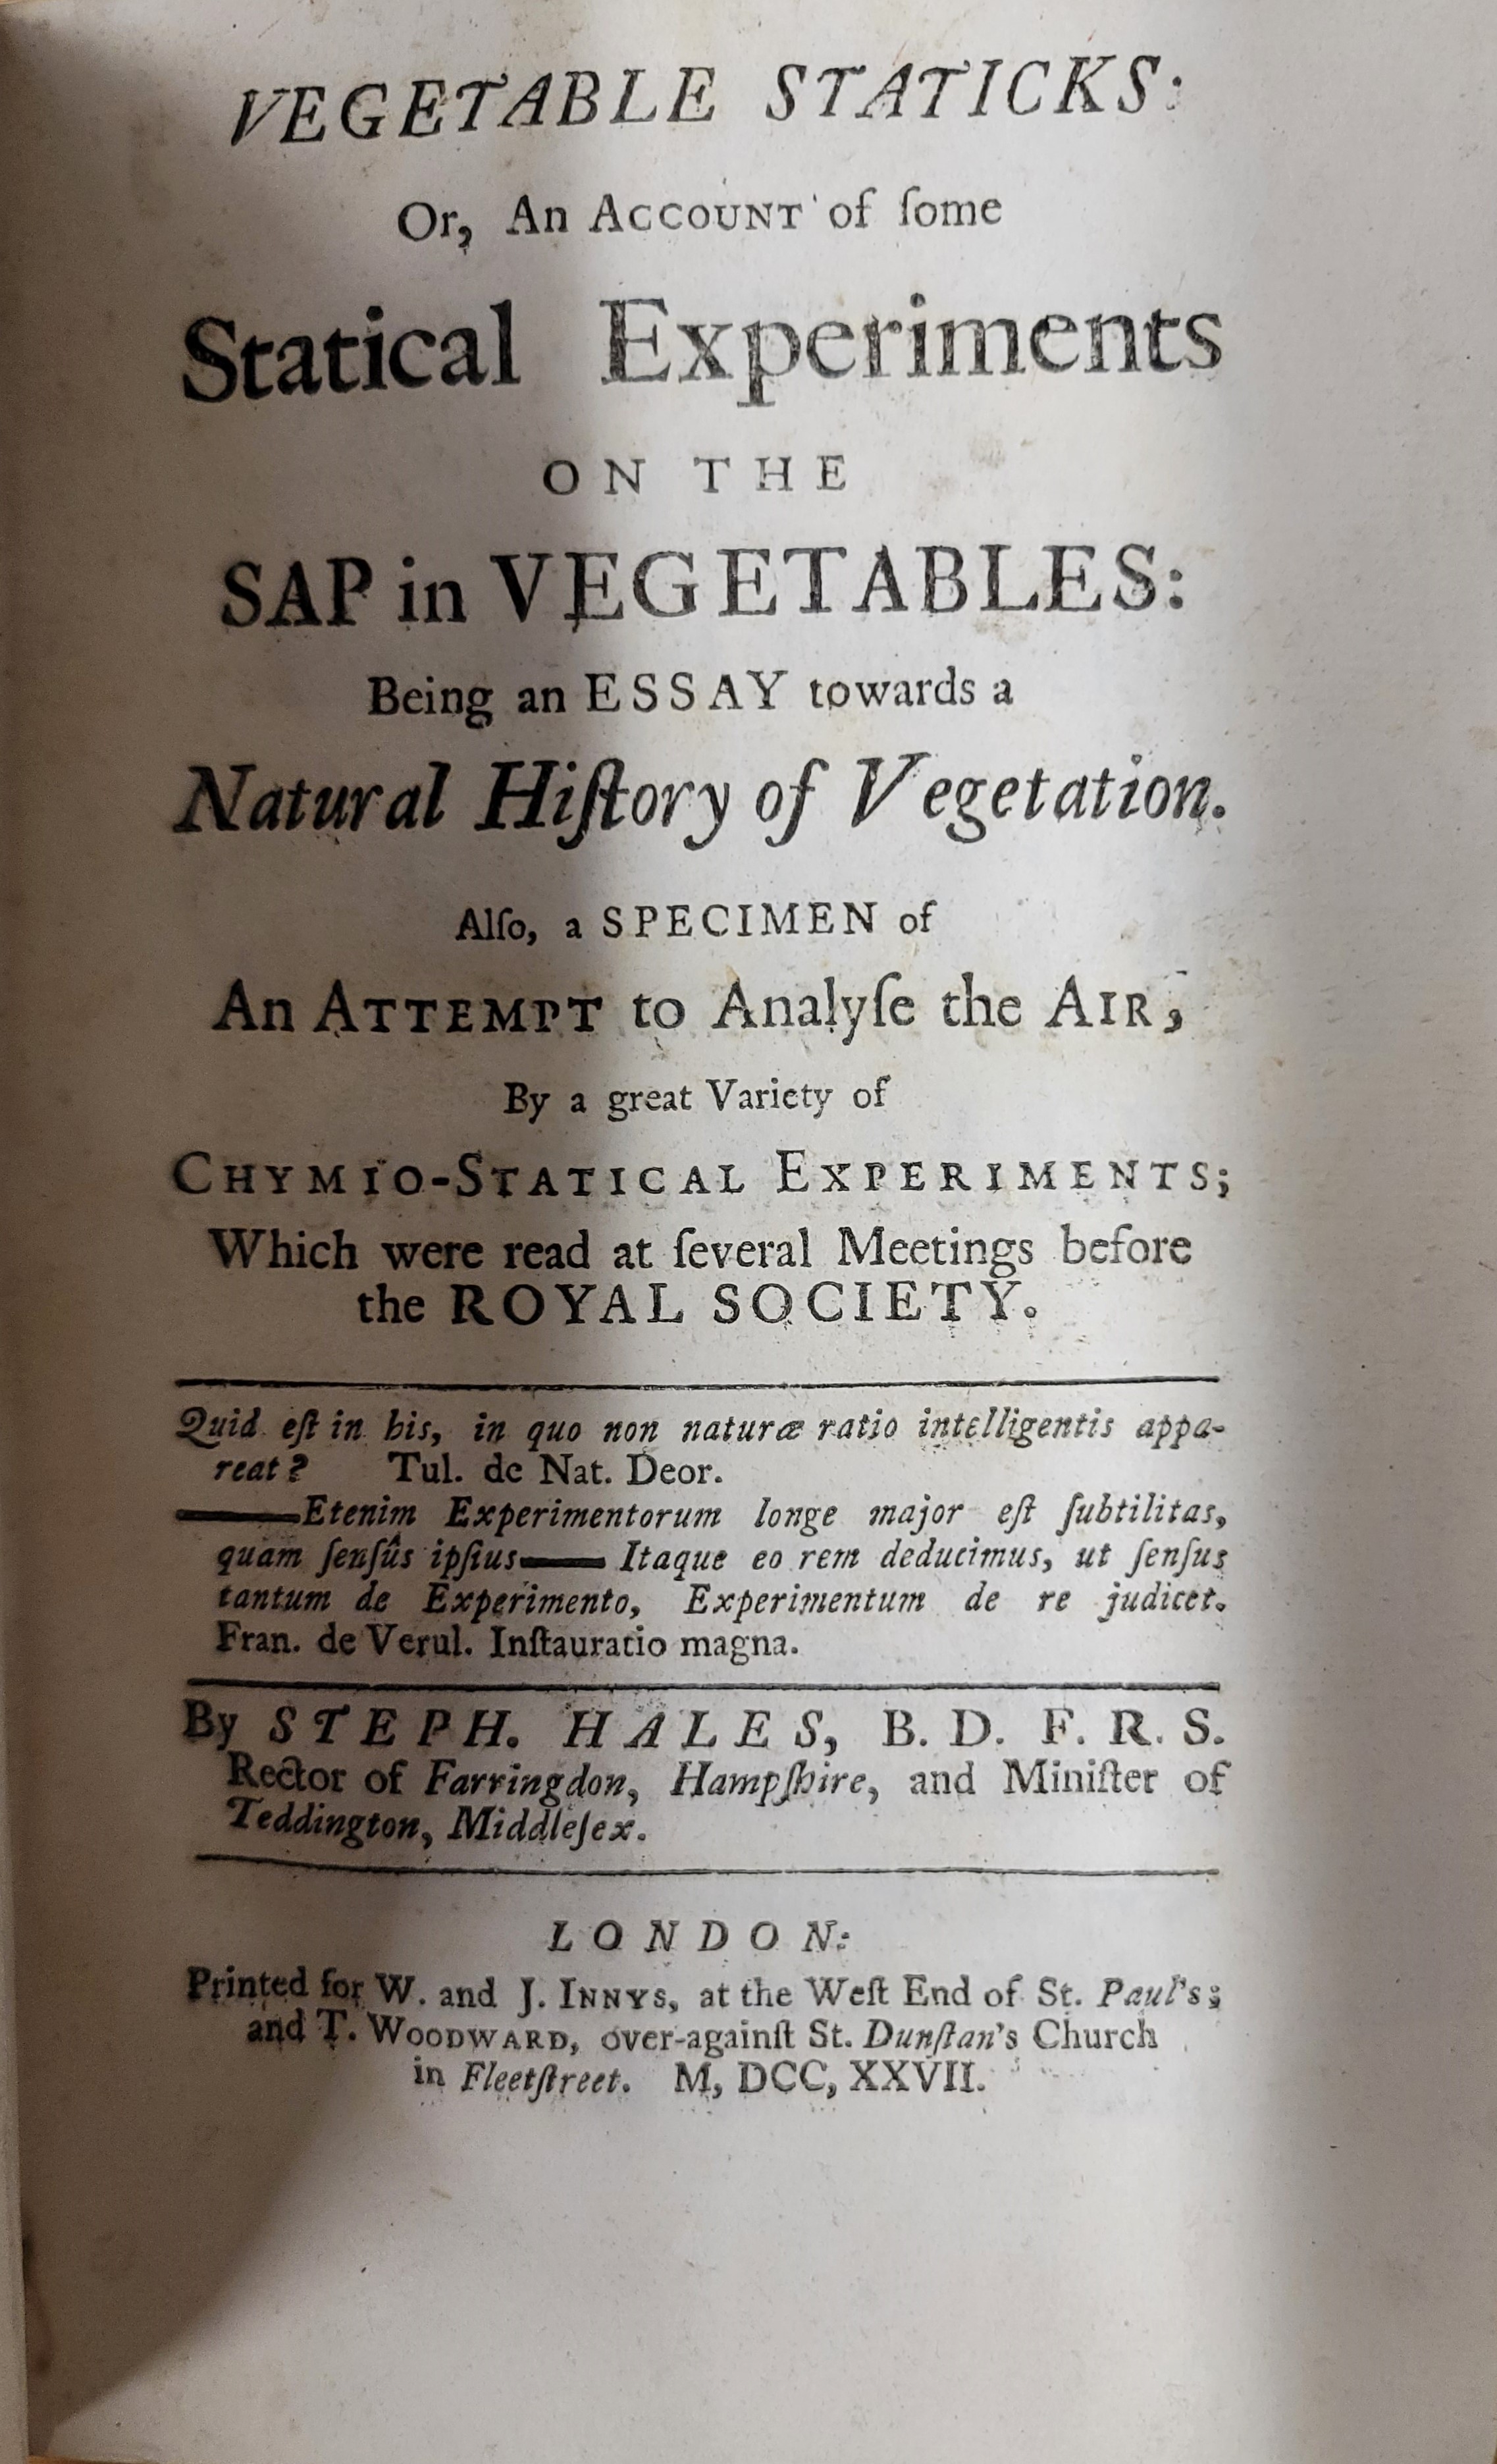 VEGETABLE STATICKS:
Or, An ACCOUNT of ſome
Statical Experiments
ON THE
SAP in VEGETABLES:
Being an ESSAY towards a
Natural Hiſtory of Vegetation.
Alſo, a SPECIMEN of
An ATTEMPT to Analyſe the AIR,
By a great Variety of
CHYMIO-STATICAL EXPERIMENTS;
Which were read at ſeveral Meetings before
the ROYAL SOCIETY.
Quid eſt in his, in quo non naturæ ratio intelligentis appa-
reat? Tul. de Nat. Deor.
——Etenim Experimentorum longe major eſt ſubtilitas,
quam ſenſûs ipſius—— Itaque eo rem deducimus, ut ſenſus
tantum de Experimento, Experimentum de re judicet.
Fran. de Verul. Inſtauratio magna.
By STEPH. HALES, B. D. F. R. S.
Rector of Farringdon, Hampſhire, and Miniſter of
Teddington, Middleſex.
LONDON:
Printed for W. and J. INNYS, at the Weſt End of St. Paul's;
and T. WOODWARD, over-againſt St. Dunſtan's Church
in Fleetſtreet. M, DCC, XXVII.